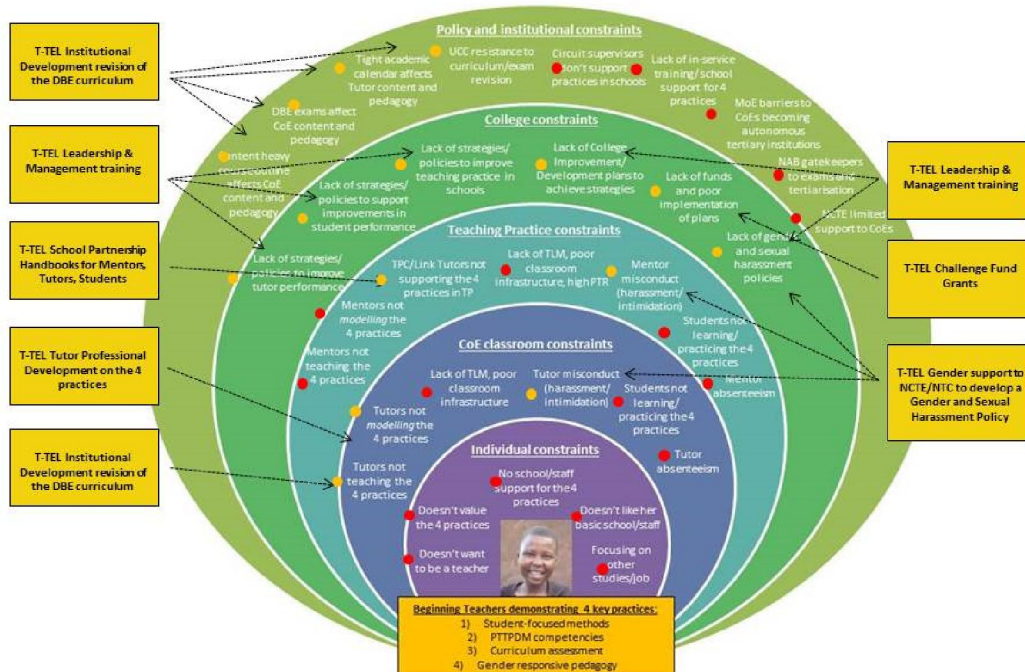 Policy and institutional constraints
Tight academic
calendar affects
Tutor content and
pedagogy
UCC resistance to
curriculum/exam
revision
Circuit supervisors
don't support
practices in schools
Lack of in-service
training/ school
support for 4
practices
DBE exams affect
CoE content and
pedagogy
MoE barriers to
CoEs becoming
autonomous
tertiary institutions
Content heavy
course outline
affects CoE
content and
pedagogy
NAB gatekeepers
to exams and
tertiarisation
NCTE limited
support to CoEs
College constraints
Lack of strategies/
policies to improve
teaching practice in
schools
Lack of College
Improvement/
Development plans to
achieve strategies
Lack of strategies/
policies to support
improvements in
student performance
Lack of funds and poor
implementation
of plans
Lack of strategies/
policies to improve
tutor performance
Lack of gender
and sexual
harassment
policies
Teaching Practice constraints
TPC/Link Tutors not
supporting the 4
practices in TP
Lack of TLM, poor
classroom
infrastructure, high PTR
Mentor
misconduct
(harassment/
intimidation)
Mentors not
modelling the
4 practices
Students not
learning/
practicing the 4
practices
Mentors not
teaching the
4 practices
Mentor
absenteeism
CoE classroom constraints
Lack of TLM, poor
classroom
infrastructure
Tutor misconduct
(harassment/
intimidation)
Students not
learning/
practicing the 4
practices
Tutors not
modelling the
4 practices
Tutors not
teaching the
4 practices
Tutor
absenteeism
Individual constraints
No school/staff
support for the 4
practices
Doesn't value
the 4 practices
Doesn't like her
basic school/staff
Doesn't want
to be a teacher
Focusing on
other
studies/job
Beginning Teachers demonstrating 4 key practices:
1) Student-focused methods
2) PTTPDM competencies
3) Curriculum assessment
4) Gender responsive pedagogy
T-TEL Institutional
Development revision
of the DBE curriculum
T-TEL Leadership &
Management training
T-TEL School Partnership
Handbooks for Mentors,
Tutors, Students
T-TEL Tutor Professional
Development on the 4
practices
T-TEL Institutional
Development revision of
the DBE curriculum
T-TEL Leadership &
Management training
T-TEL Challenge Fund
Grants
T-TEL Gender support to
NCTE/NTC to develop a
Gender and Sexual
Harassment Policy